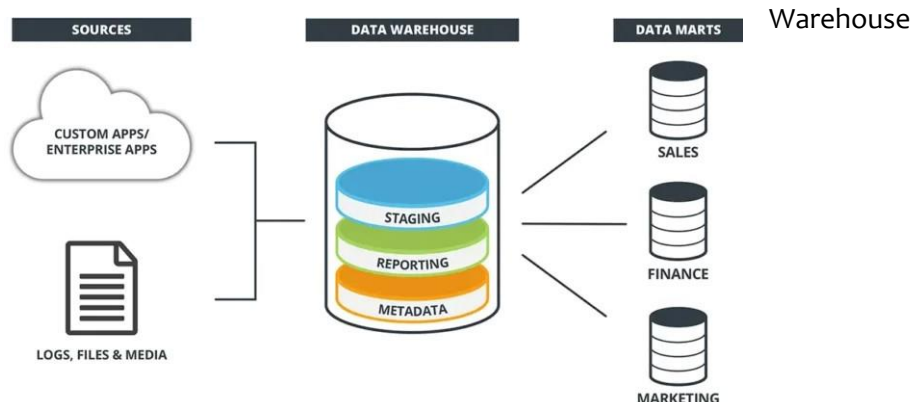 Warehouse
SOURCES
DATA WAREHOUSE
DATA MARTS
CUSTOM APPS/
ENTERPRISE APPS
LOGS, FILES & MEDIA
STAGING
REPORTING
METADATA
SALES
FINANCE
MARKETING